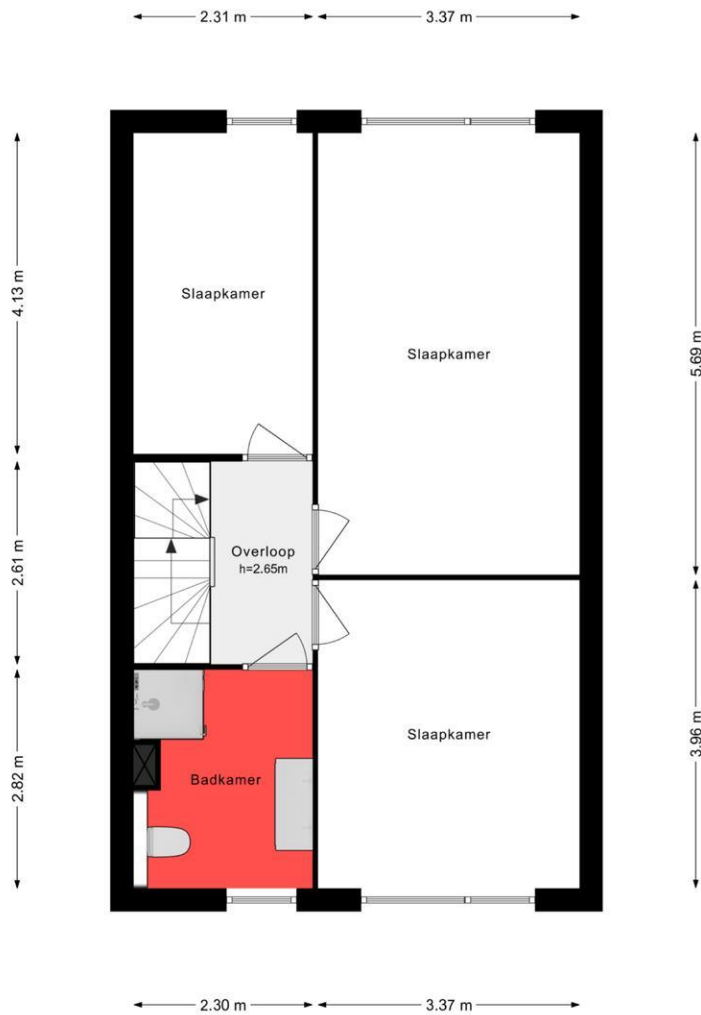 2.31 m
3.37 m
4.13 m
5.69 m
Slaapkamer
Slaapkamer
2.61 m
Overloop
h=2.65m
2.82 m
3.96 m
Slaapkamer
Badkamer
2.30 m
3.37 m